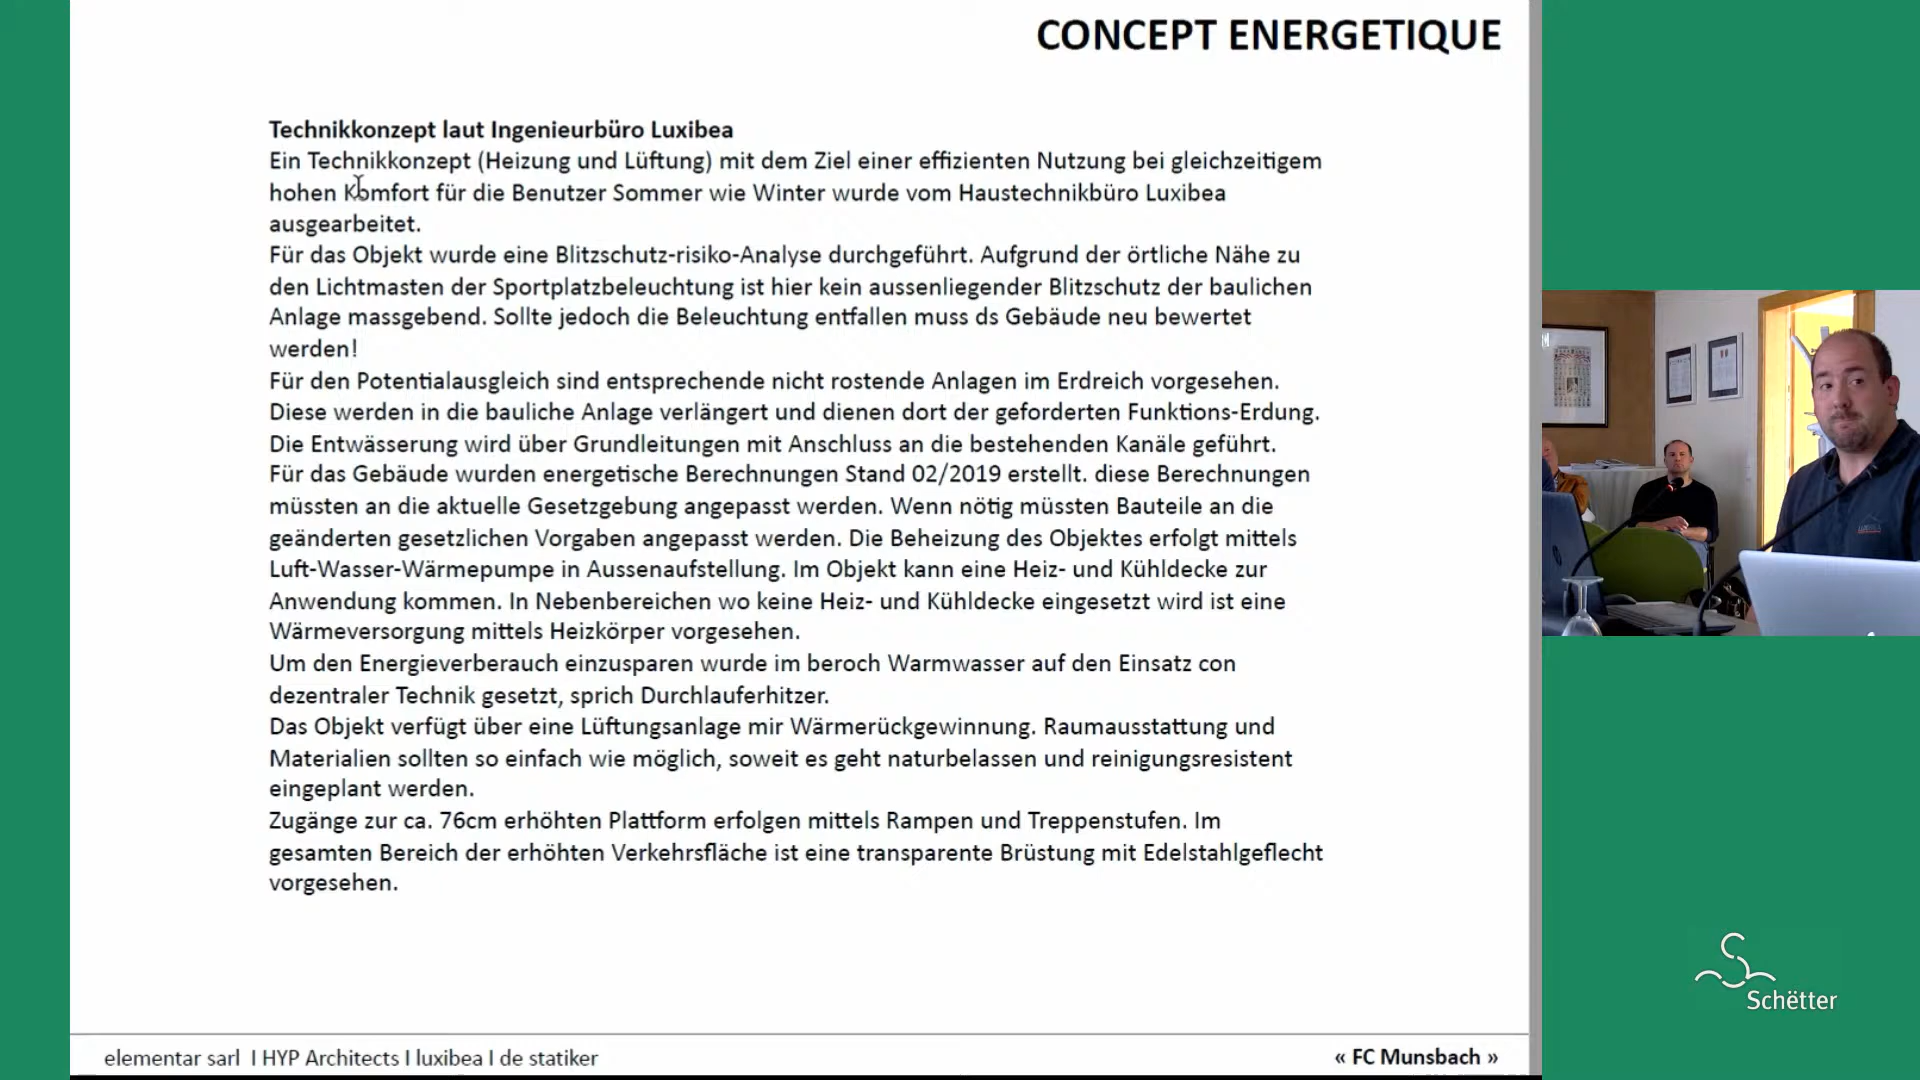 CONCEPT ENERGETIQUE
Technikkonzept laut Ingenieurbüro Luxibea
Ein Technikkonzept (Heizung und Lüftung) mit dem Ziel einer effizienten Nutzung bei gleichzeitigem
hohen Komfort für die Benutzer Sommer wie Winter wurde vom Haustechnikbüro Luxibea
ausgearbeitet.
Für das Objekt wurde eine Blitzschutz-risiko-Analyse durchgeführt. Aufgrund der örtliche Nähe zu
den Lichtmasten der Sportplatzbeleuchtung ist hier kein aussenliegender Blitzschutz der baulichen
Anlage massgebend. Sollte jedoch die Beleuchtung entfallen muss ds Gebäude neu bewertet
werden!
Für den Potentialausgleich sind entsprechende nicht rostende Anlagen im Erdreich vorgesehen.
Diese werden in die bauliche Anlage verlängert und dienen dort der geforderten Funktions-Erdung.
Die Entwässerung wird über Grundleitungen mit Anschluss an die bestehenden Kanäle geführt.
Für das Gebäude wurden energetische Berechnungen Stand 02/2019 erstellt. diese Berechnungen
müssten an die aktuelle Gesetzgebung angepasst werden. Wenn nötig müssten Bauteile an die
geänderten gesetzlichen Vorgaben angepasst werden. Die Beheizung des Objektes erfolgt mittels
Luft-Wasser-Wärmepumpe in Aussenaufstellung. Im Objekt kann eine Heiz- und Kühldecke zur
Anwendung kommen. In Nebenbereichen wo keine Heiz- und Kühldecke eingesetzt wird ist eine
Wärmeversorgung mittels Heizkörper vorgesehen.
Um den Energieverberauch einzusparen wurde im beroch Warmwasser auf den Einsatz con
dezentraler Technik gesetzt, sprich Durchlauferhitzer.
Das Objekt verfügt über eine Lüftungsanlage mir Wärmerückgewinnung. Raumausstattung und
Materialien sollten so einfach wie möglich, soweit es geht naturbelassen und reinigungsresistent
eingeplant werden.
Zugänge zur ca. 76cm erhöhten Plattform erfolgen mittels Rampen und Treppenstufen. Im
gesamten Bereich der erhöhten Verkehrsfläche ist eine transparente Brüstung mit Edelstahlgeflecht
vorgesehen.
Schëtter
elementar sarl I HYP Architects I luxibea I de statiker
« FC Munsbach »